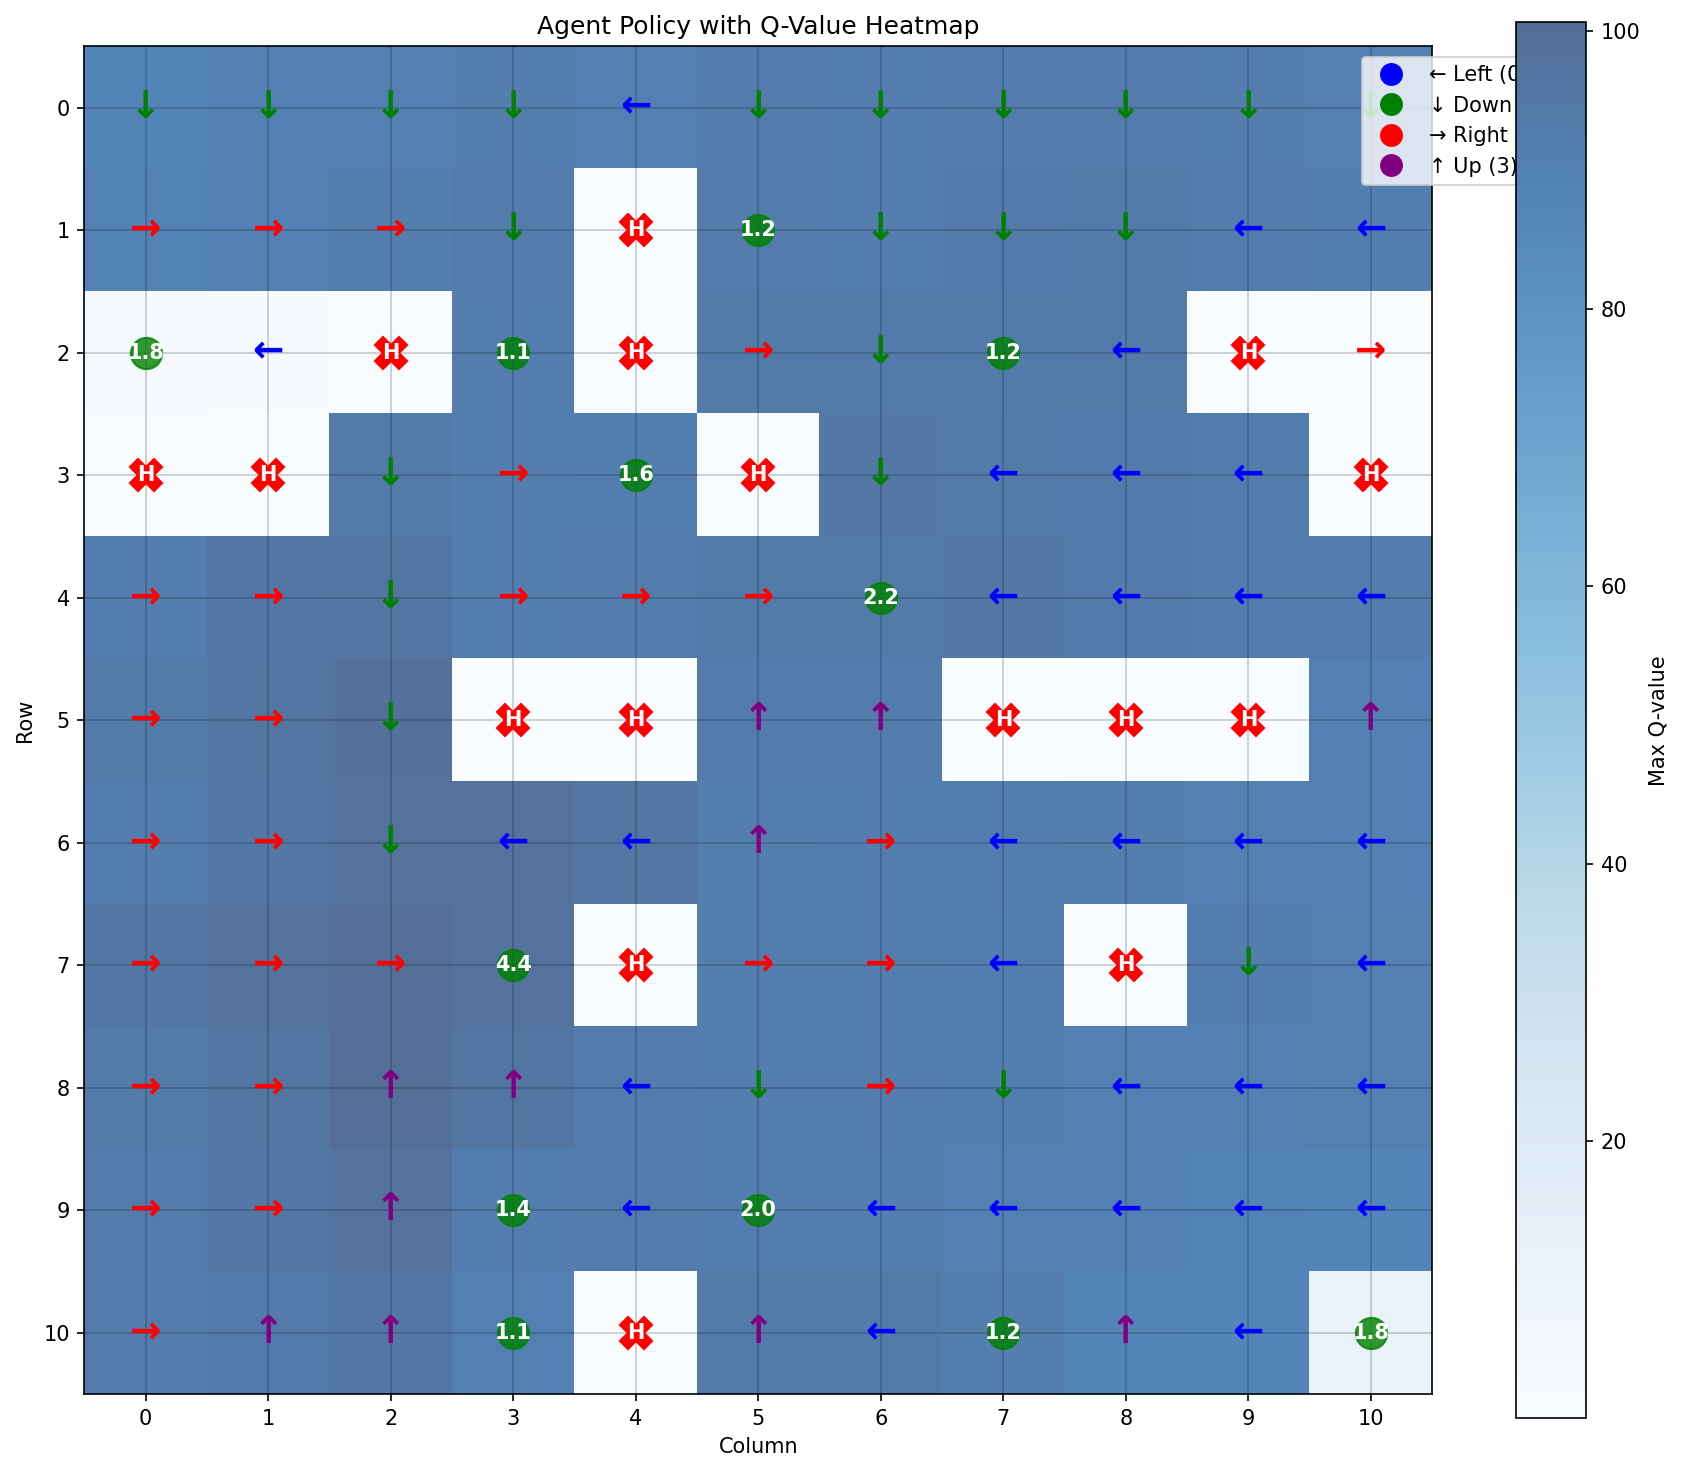 Agent Policy with Q-Value Heatmap
← Left (0
↓ Down
→ Right
↑ Up (3)
100
80
60
40
20
Max Q-value
Row
0 ↓ ↓ ↓ ↓ ← ↓ ↓ ↓ ↓ ↓ ↓
1 → → → ↓ H 1.2 ↓ ↓ ↓ ← ←
2 1.8 ← H 1.1 H → ↓ 1.2 ← H →
3 H H ↓ → 1.6 H ↓ ← ← ← H
4 → → ↓ → → → 2.2 ← ← ← ←
5 → → ↓ H H ↑ ↑ H H H ↑
6 → → ↓ ← ← ↑ → ← ← ← ←
7 → → → 4.4 H → → ← H ↓ ←
8 → → ↑ ↑ ← ↓ → ↓ ← ← ←
9 → → ↑ 1.4 ← 2.0 ← ← ← ← ←
10 → ↑ ↑ 1.1 H ↑ ← 1.2 ↑ ← 1.8
0 1 2 3 4 5 6 7 8 9 10
Column